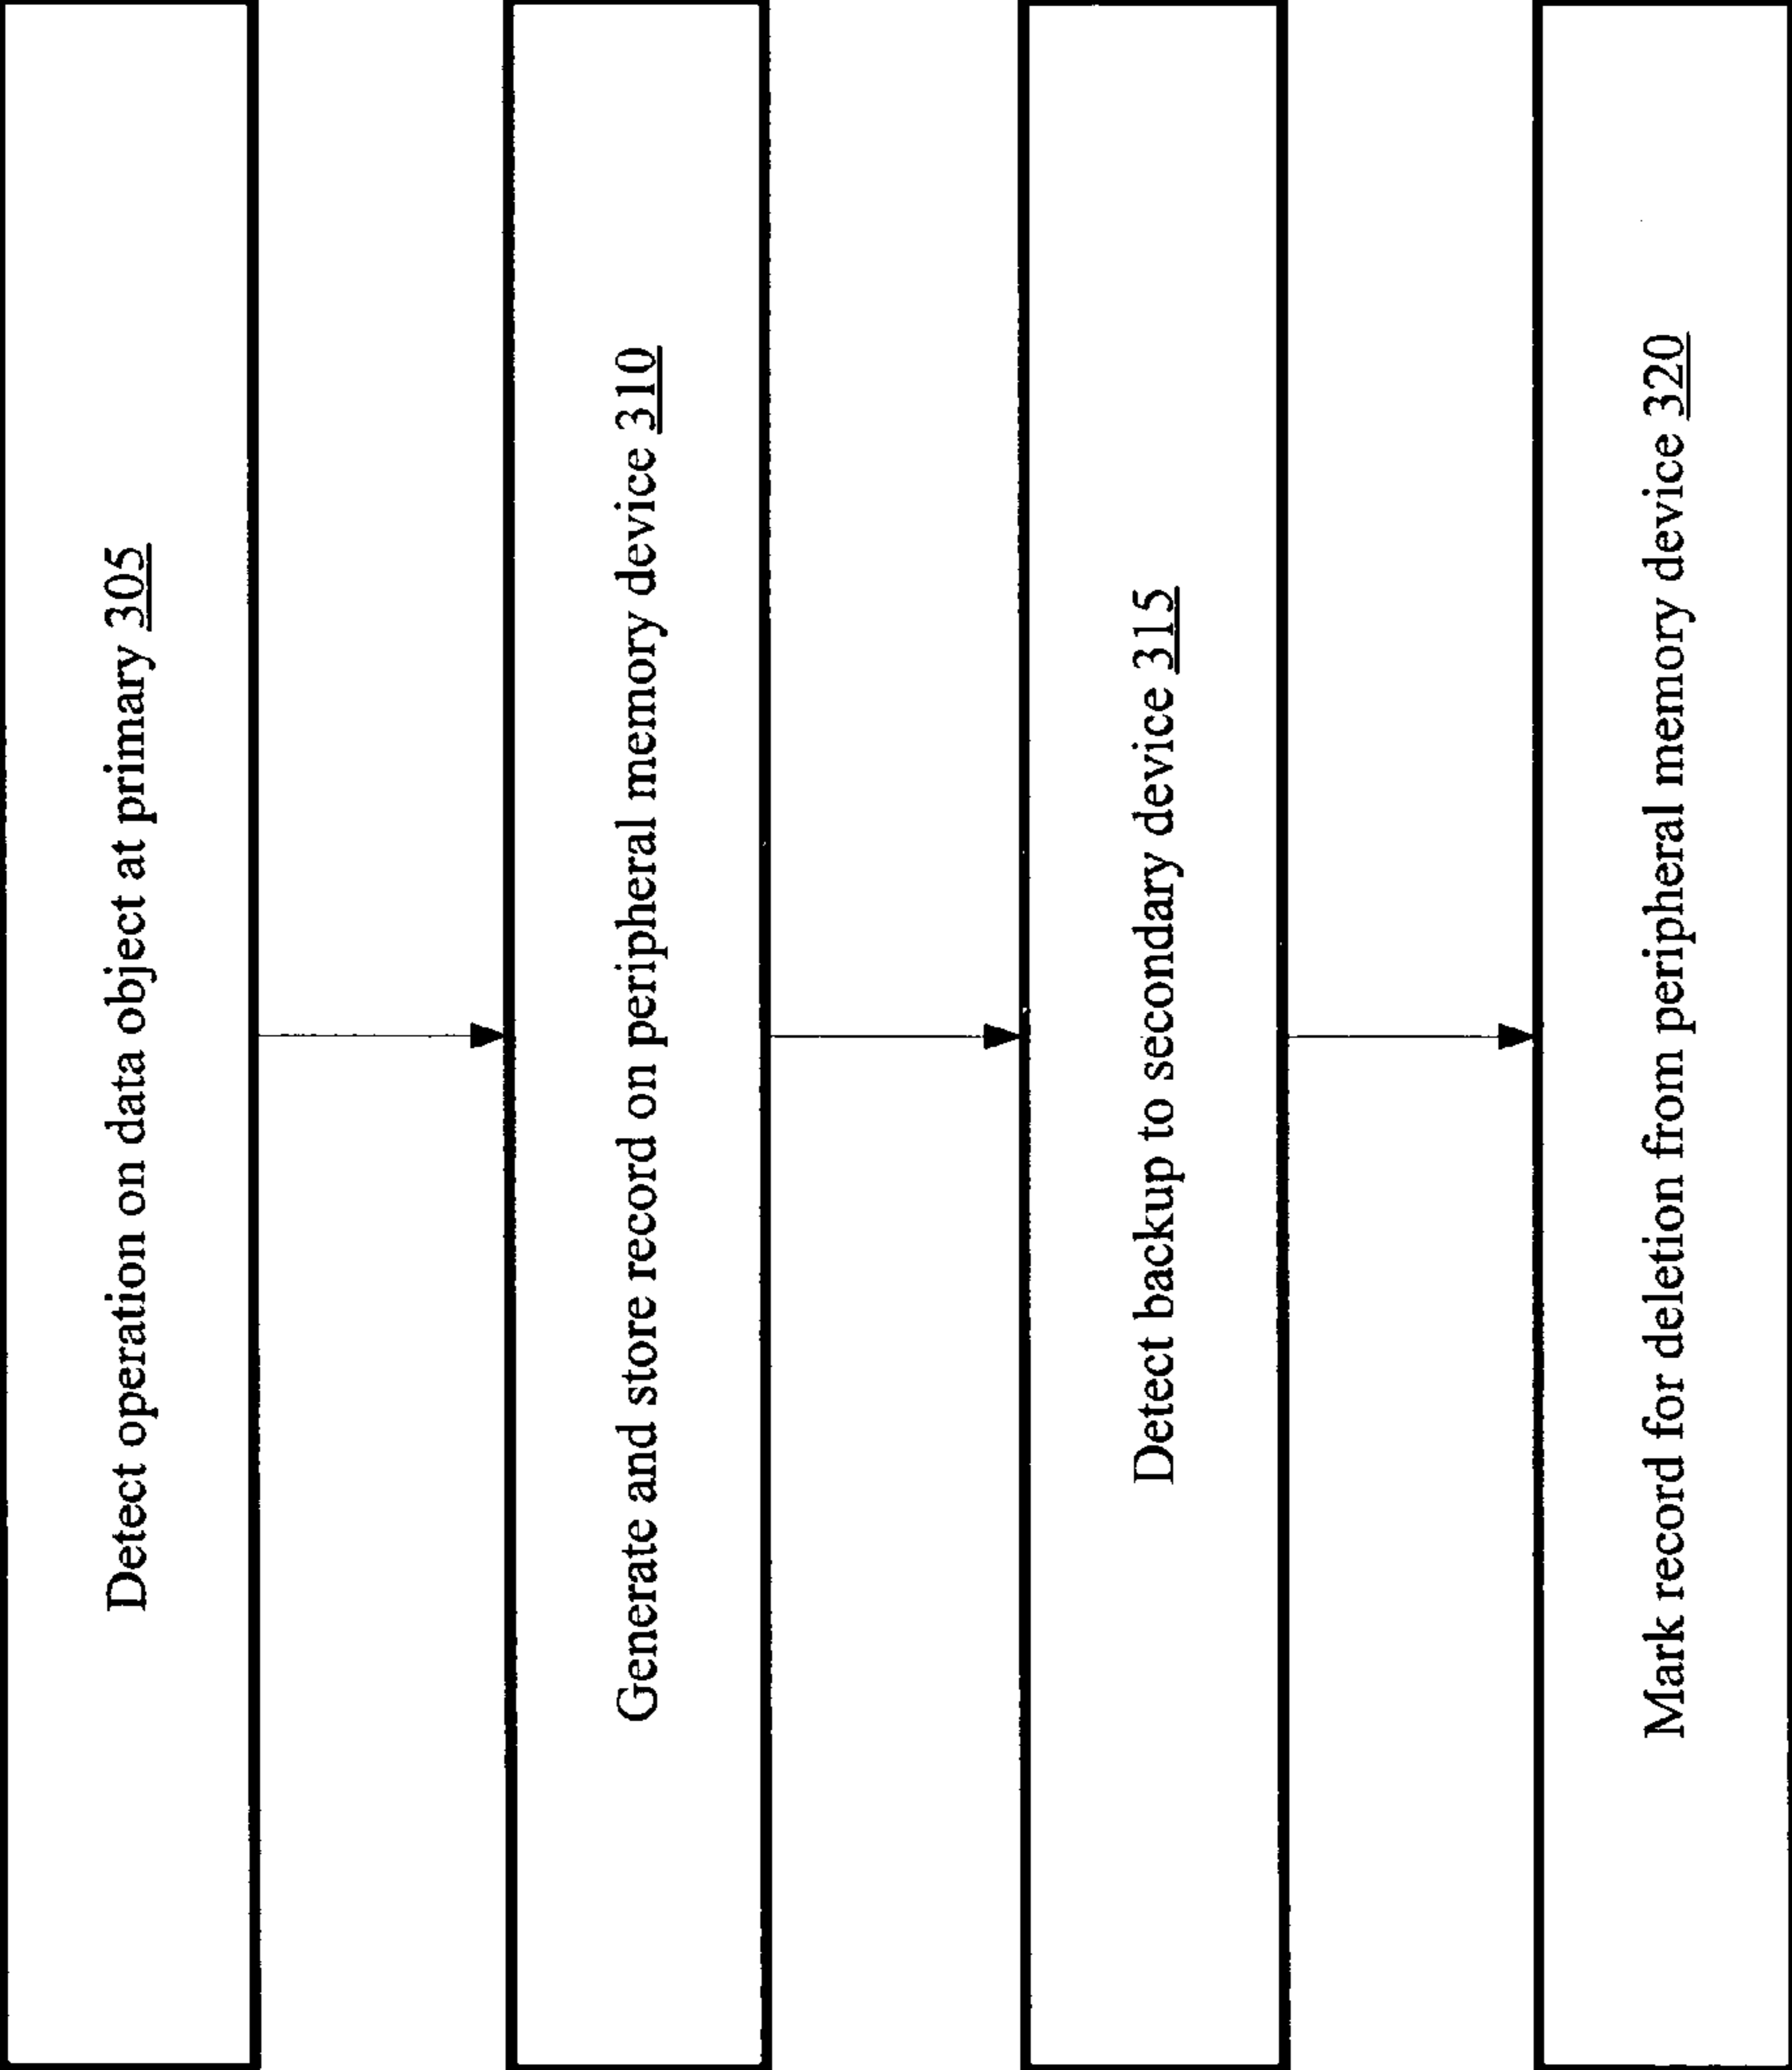 Detect operation on data object at primary 305
Generate and store record on peripheral memory device 310
Detect backup to secondary device 315
Mark record for deletion from peripheral memory device 320